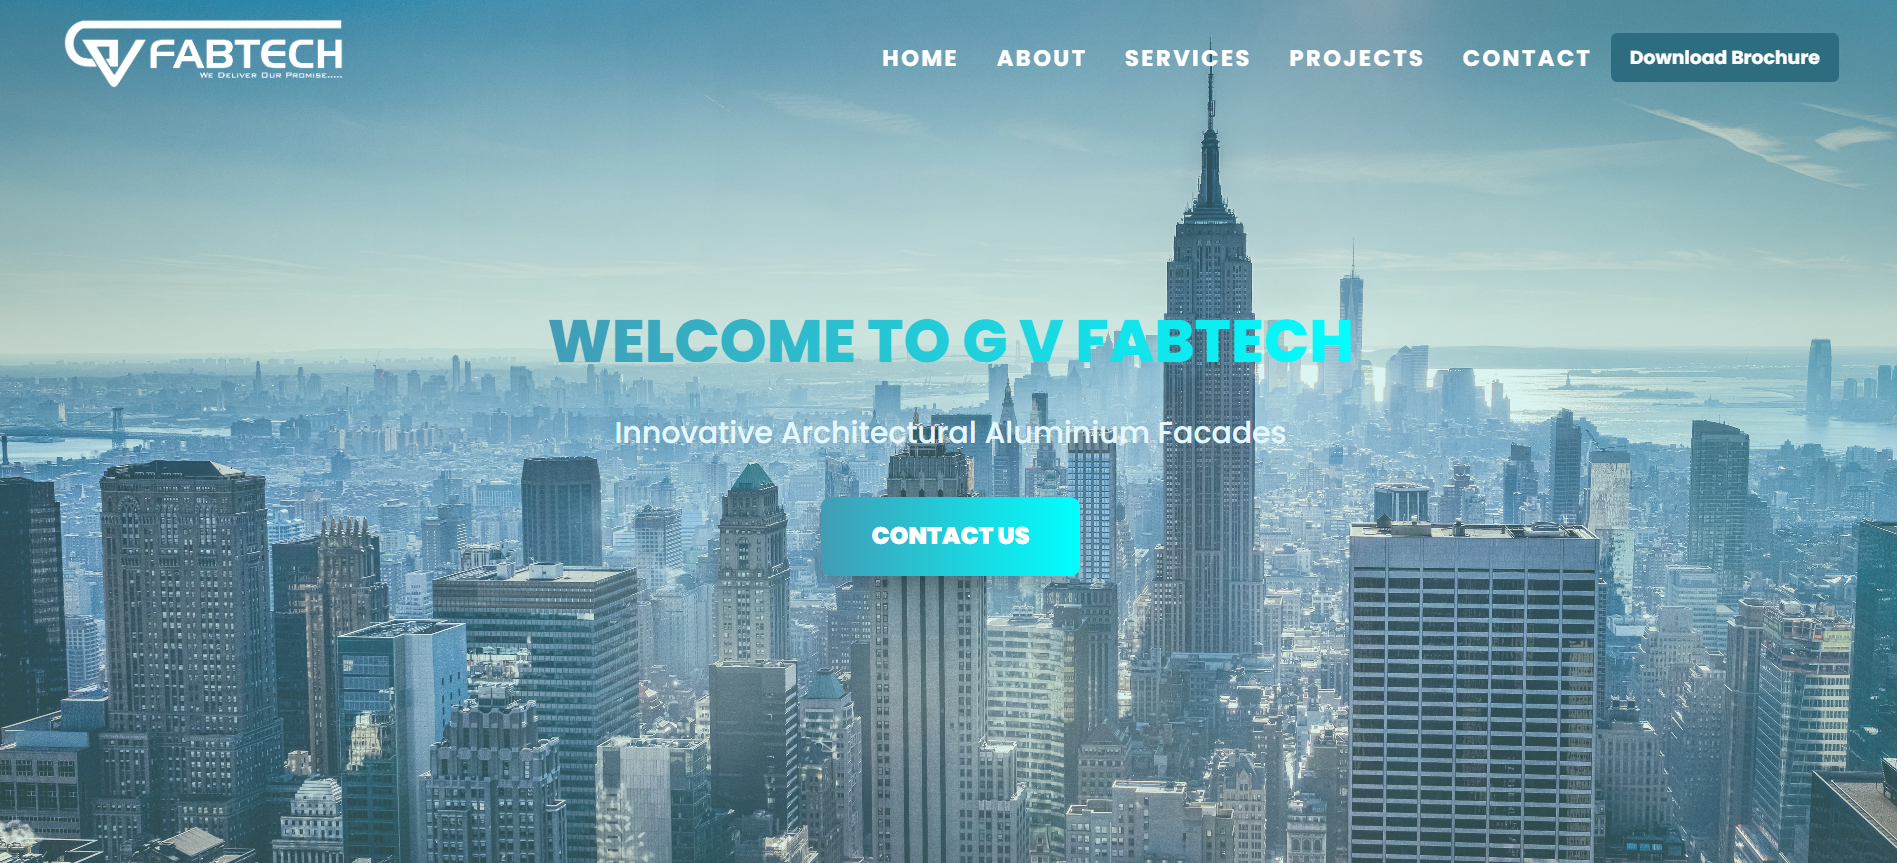 GV FABTECH
We Deliver Our Promise.....
HOME ABOUT SERVICES PROJECTS CONTACT Download Brochure
WELCOME TO G V FABTECH
Innovative Architectural Aluminium Facades
CONTACT US